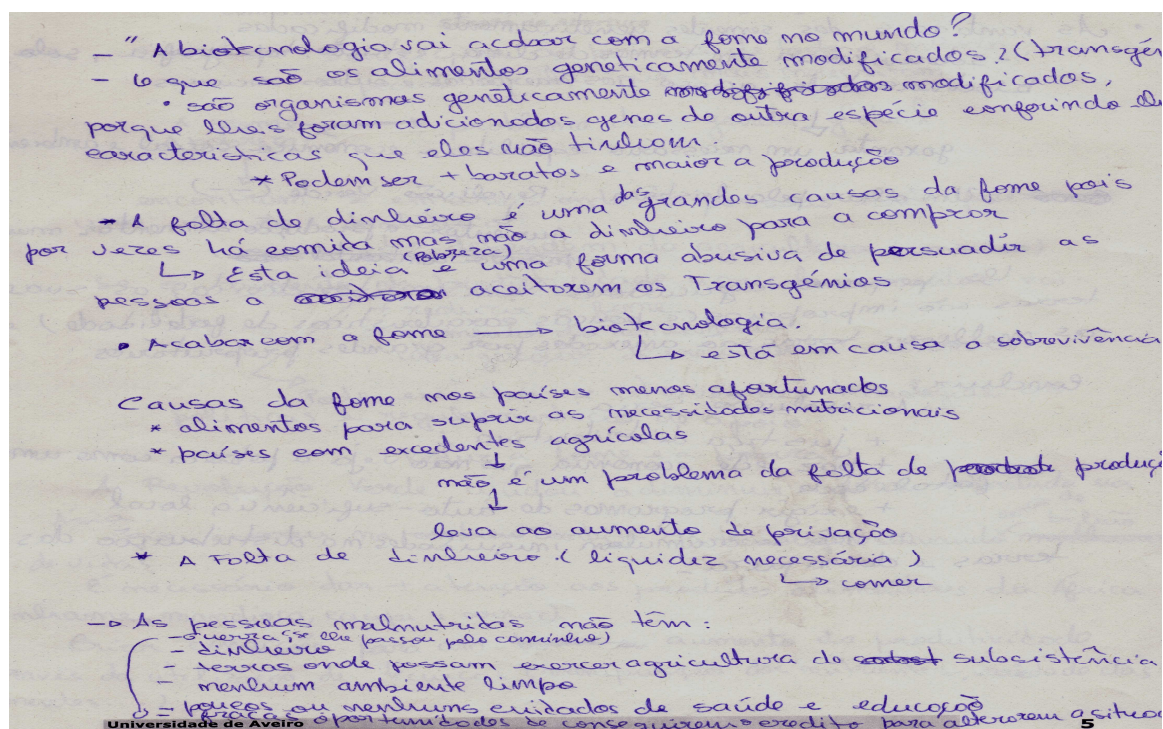 - "A biotecnologia vai acabar com a fome no mundo?
- O que são os alimentos geneticamente modificados? (transgén
• são organismos geneticamente modificados,
porque lhes foram adicionados genes de outra espécie conferindo
características que eles não tinham.
* Podem ser + baratos e maior a produção
- A falta de dinheiro é uma das grandes causas da fome pois
por vezes há comida mas não a dinheiro para a comprar
↳ Esta ideia (pobreza) é uma forma abusiva de persuadir as
pessoas a aceitarem os Transgénios
• Acabar com a fome → biotecnologia.
↳ está em causa a sobrevivência
Causas da fome nos países menos afortunados
* alimentos para suprir as necessidades nutricionais
* países com excedentes agrícolas
↓
não é um problema da falta de produçã
↓
leva ao aumento de privação
* A Falta de dinheiro (liquidez necessária)
↳ comer
→ As pessoas malnutridas não têm:
- guerra (se lhe passou pelo caminho)
- dinheiro
- terras onde possam exercer agricultura de subsistência
- nenhum ambiente limpo
- poucos ou nenhuns cuidados de saúde e educação
- fracas oportunidades de conseguirem o credito para alterarem a situa
Universidade de Aveiro 5